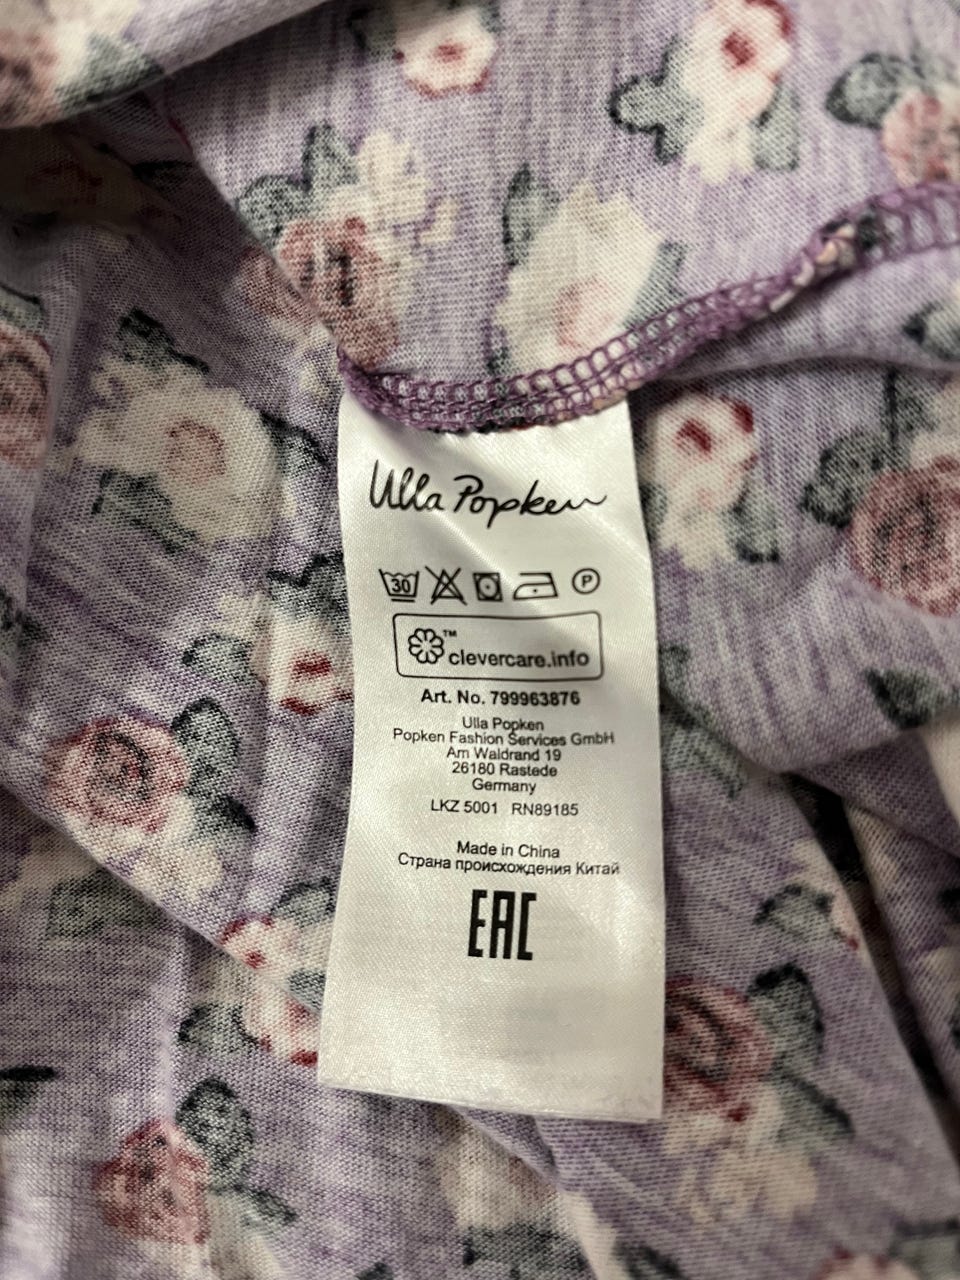 Ulla Popken
30 P
™ clevercare.info
Art. No. 799963876
Ulla Popken
Popken Fashion Services GmbH
Am Waldrand 19
26180 Rastede
Germany
LKZ 5001 RN89185
Made in China
Страна происхождения Китай
EAC